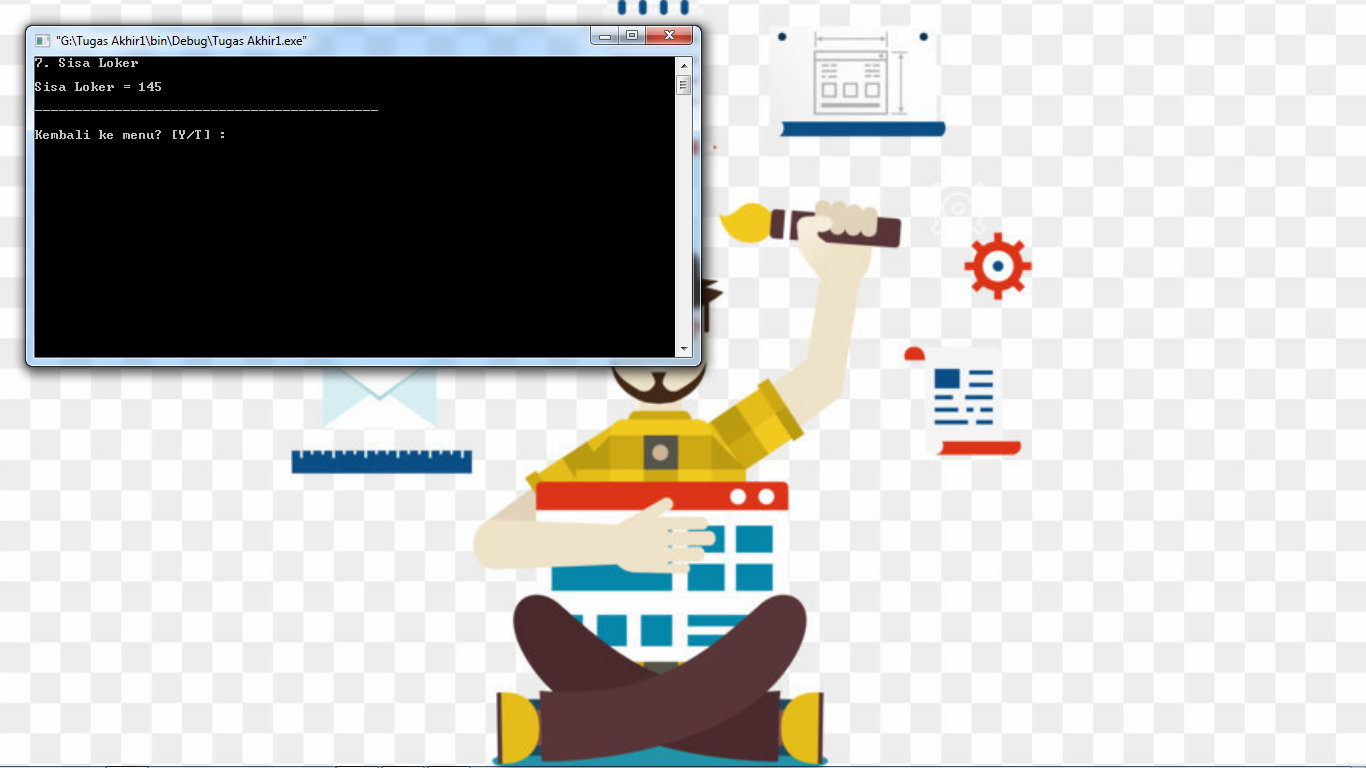 "G:\Tugas Akhir1\bin\Debug\Tugas Akhir1.exe"
7. Sisa Loker
Sisa Loker = 145
-------------------------------------------
Kembali ke menu? [Y/T] :